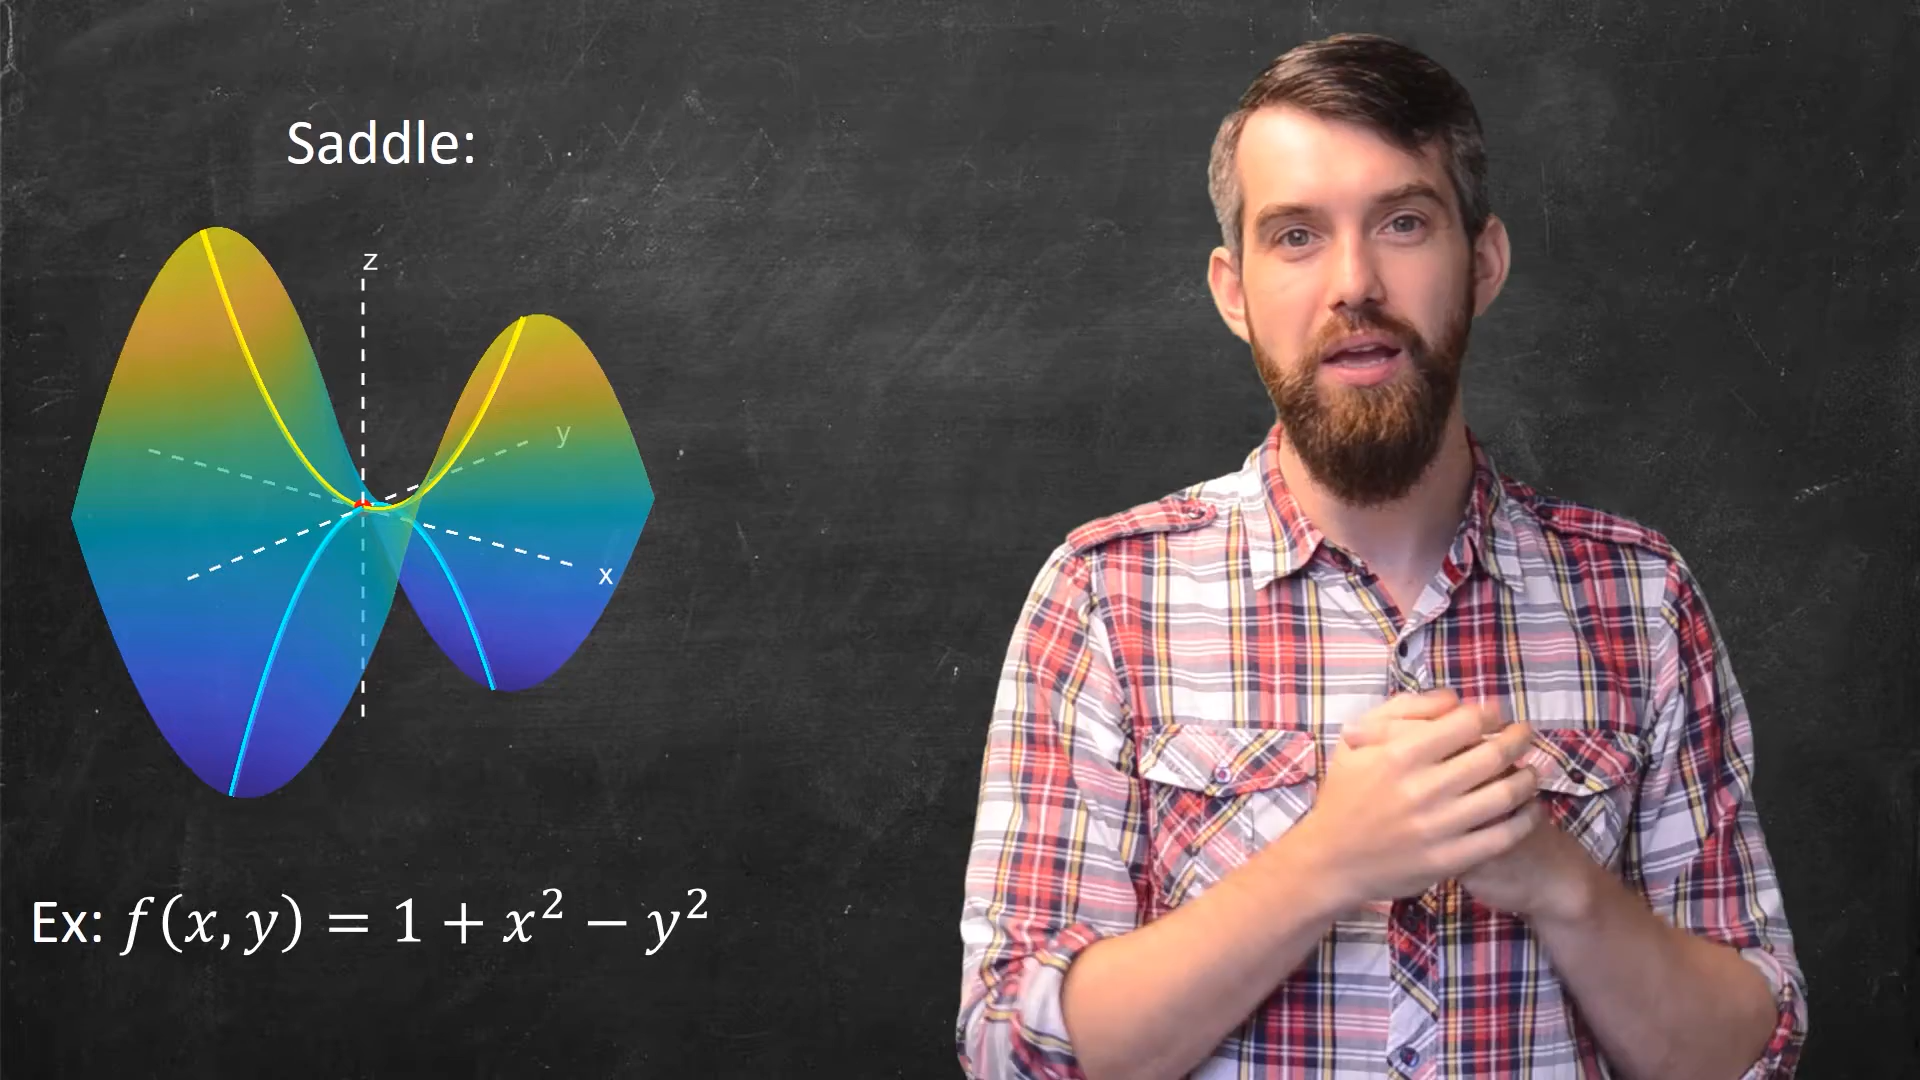 Saddle:
z
y
x
Ex: f(x, y) = 1 + x² − y²